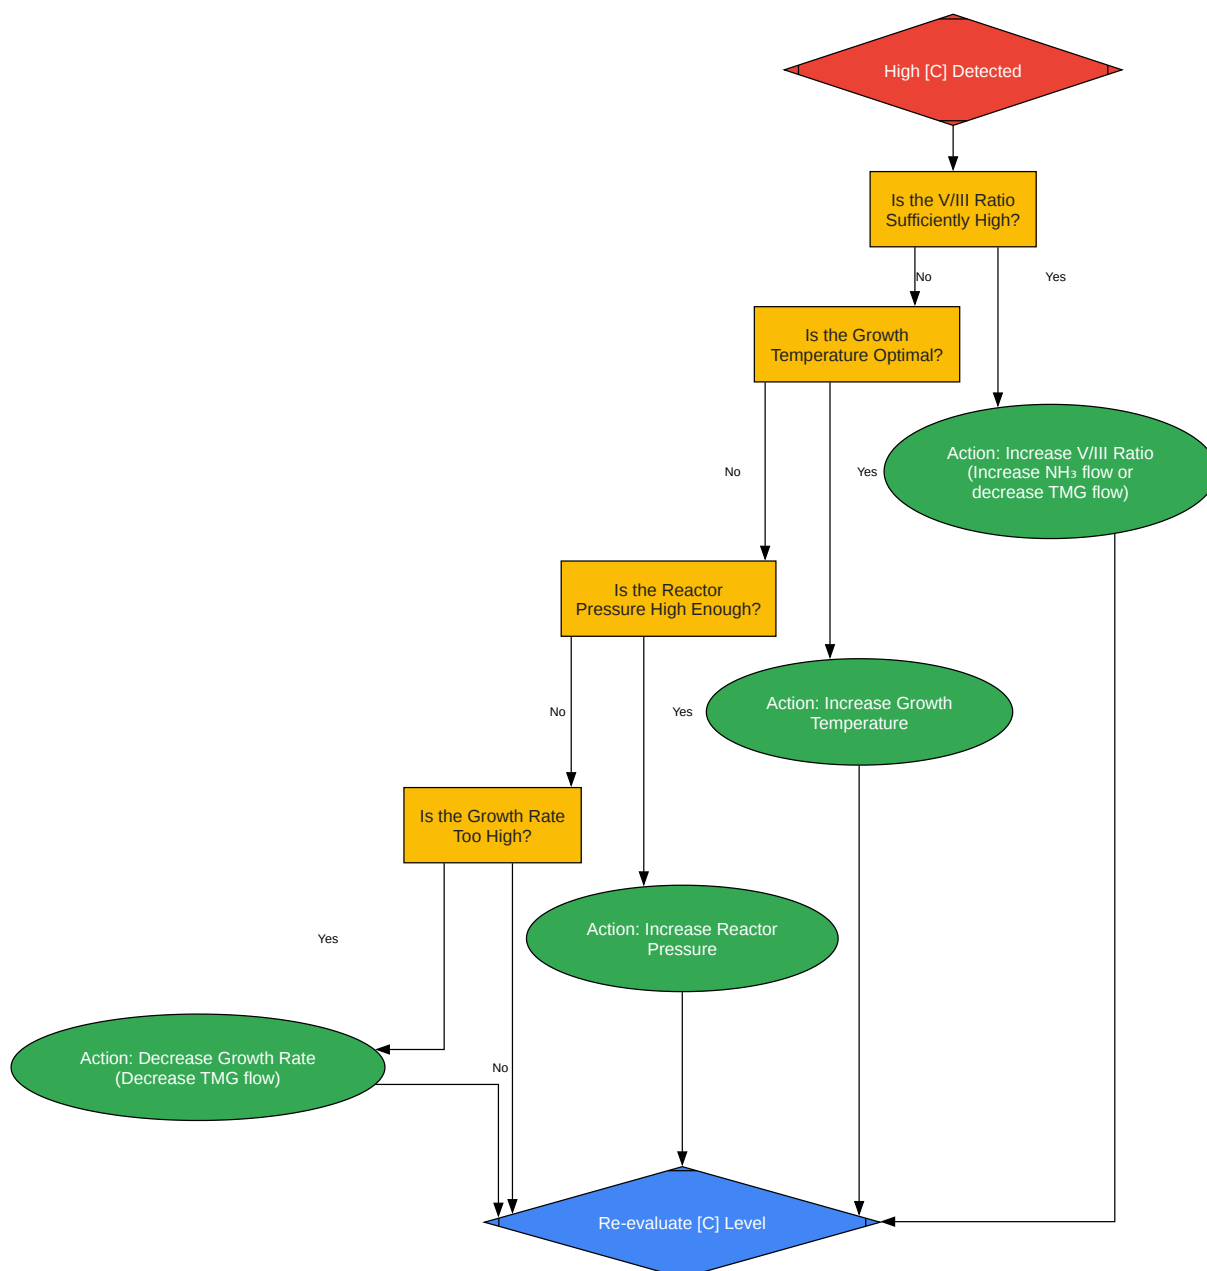 High [C] Detected
Is the V/III Ratio
Sufficiently High?
No
Yes
Is the Growth
Temperature Optimal?
No
Yes
Action: Increase V/III Ratio
(Increase NH₃ flow or
decrease TMG flow)
Is the Reactor
Pressure High Enough?
No
Yes
Action: Increase Growth
Temperature
Is the Growth Rate
Too High?
Yes
Action: Increase Reactor
Pressure
Action: Decrease Growth Rate
(Decrease TMG flow)
No
Re-evaluate [C] Level